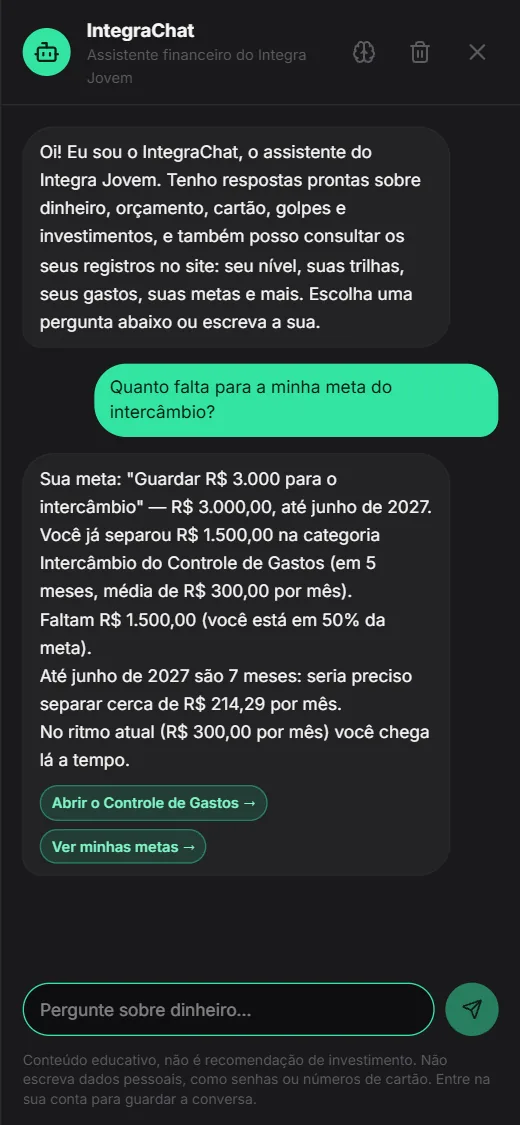 IntegraChat
Assistente financeiro do Integra
Jovem
Oi! Eu sou o IntegraChat, o assistente do
Integra Jovem. Tenho respostas prontas sobre
dinheiro, orçamento, cartão, golpes e
investimentos, e também posso consultar os
seus registros no site: seu nível, suas trilhas,
seus gastos, suas metas e mais. Escolha uma
pergunta abaixo ou escreva a sua.
Quanto falta para a minha meta do
intercâmbio?
Sua meta: "Guardar R$ 3.000 para o
intercâmbio" — R$ 3.000,00, até junho de 2027.
Você já separou R$ 1.500,00 na categoria
Intercâmbio do Controle de Gastos (em 5
meses, média de R$ 300,00 por mês).
Faltam R$ 1.500,00 (você está em 50% da
meta).
Até junho de 2027 são 7 meses: seria preciso
separar cerca de R$ 214,29 por mês.
No ritmo atual (R$ 300,00 por mês) você chega
lá a tempo.
Abrir o Controle de Gastos →
Ver minhas metas →
Pergunte sobre dinheiro...
Conteúdo educativo, não é recomendação de investimento. Não
escreva dados pessoais, como senhas ou números de cartão. Entre na
sua conta para guardar a conversa.